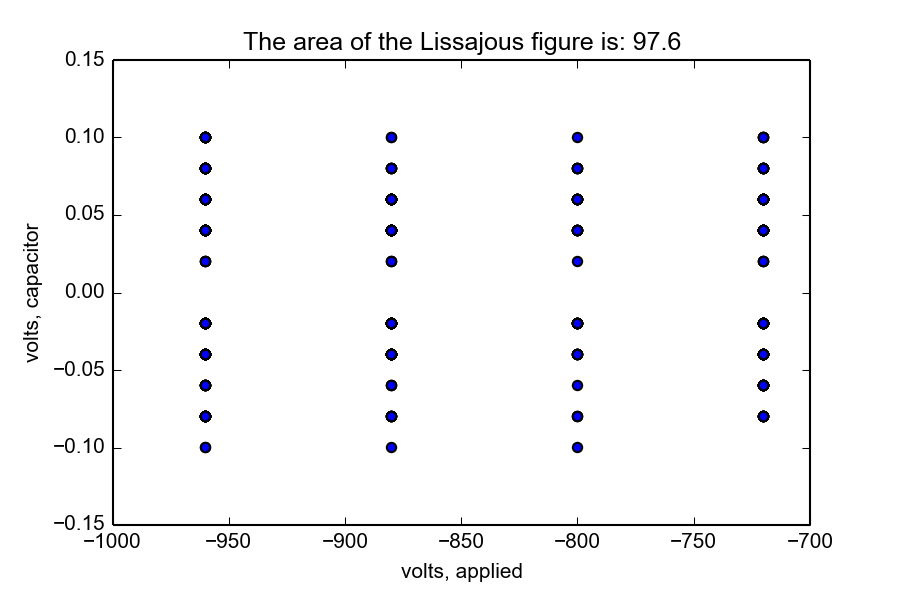 The area of the Lissajous figure is: 97.6
0.15
0.10
0.05
0.00
−0.05
−0.10
−0.15
volts, capacitor
−1000 −950 −900 −850 −800 −750 −700
volts, applied